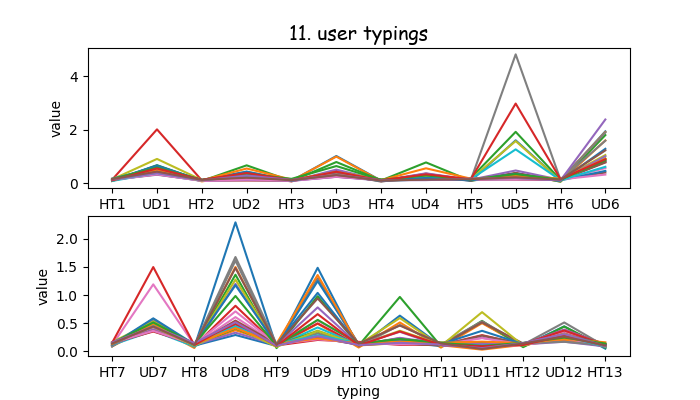 11. user typings
4
2
0
value
HT1 UD1 HT2 UD2 HT3 UD3 HT4 UD4 HT5 UD5 HT6 UD6
2.0
1.5
1.0
0.5
0.0
value
HT7 UD7 HT8 UD8 HT9 UD9 HT10 UD10 HT11 UD11 HT12 UD12 HT13
typing